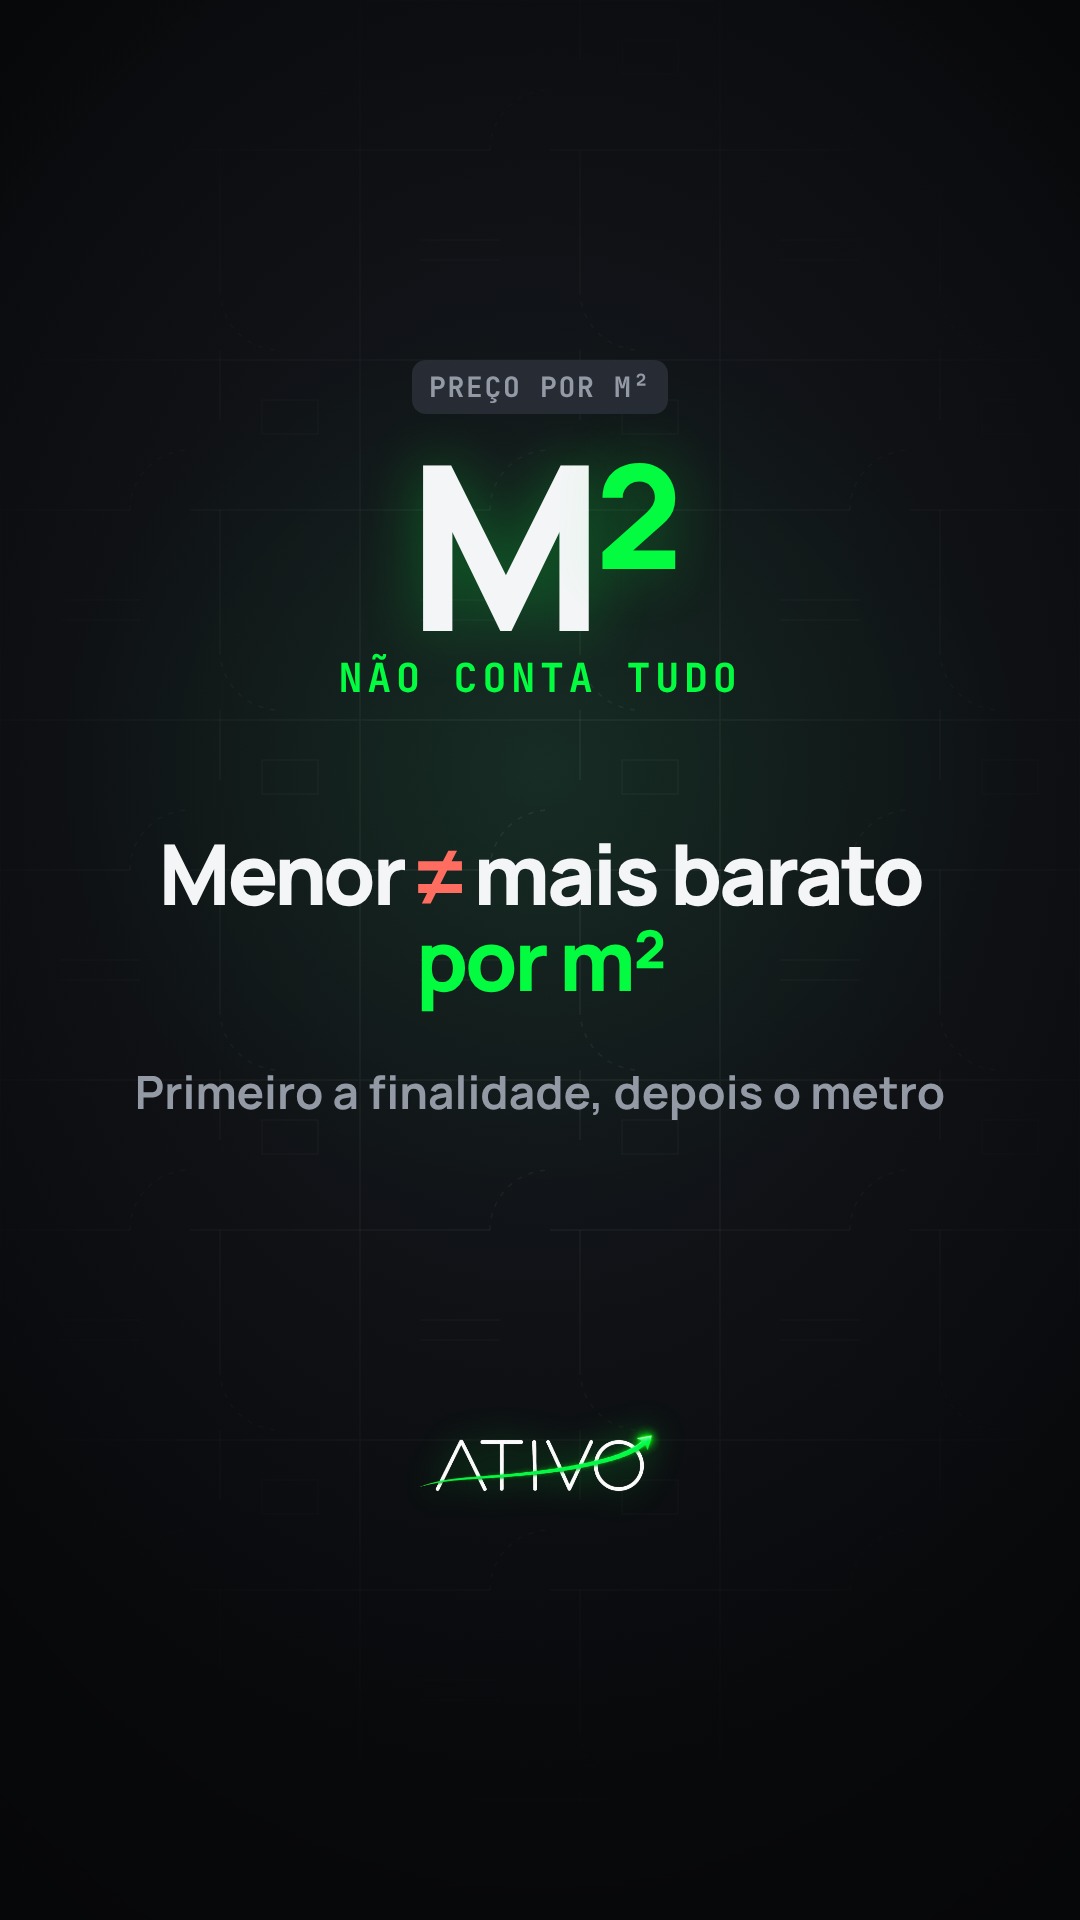 PREÇO POR M²
M²
NÃO CONTA TUDO
Menor ≠ mais barato
por m²
Primeiro a finalidade, depois o metro
ATIVO